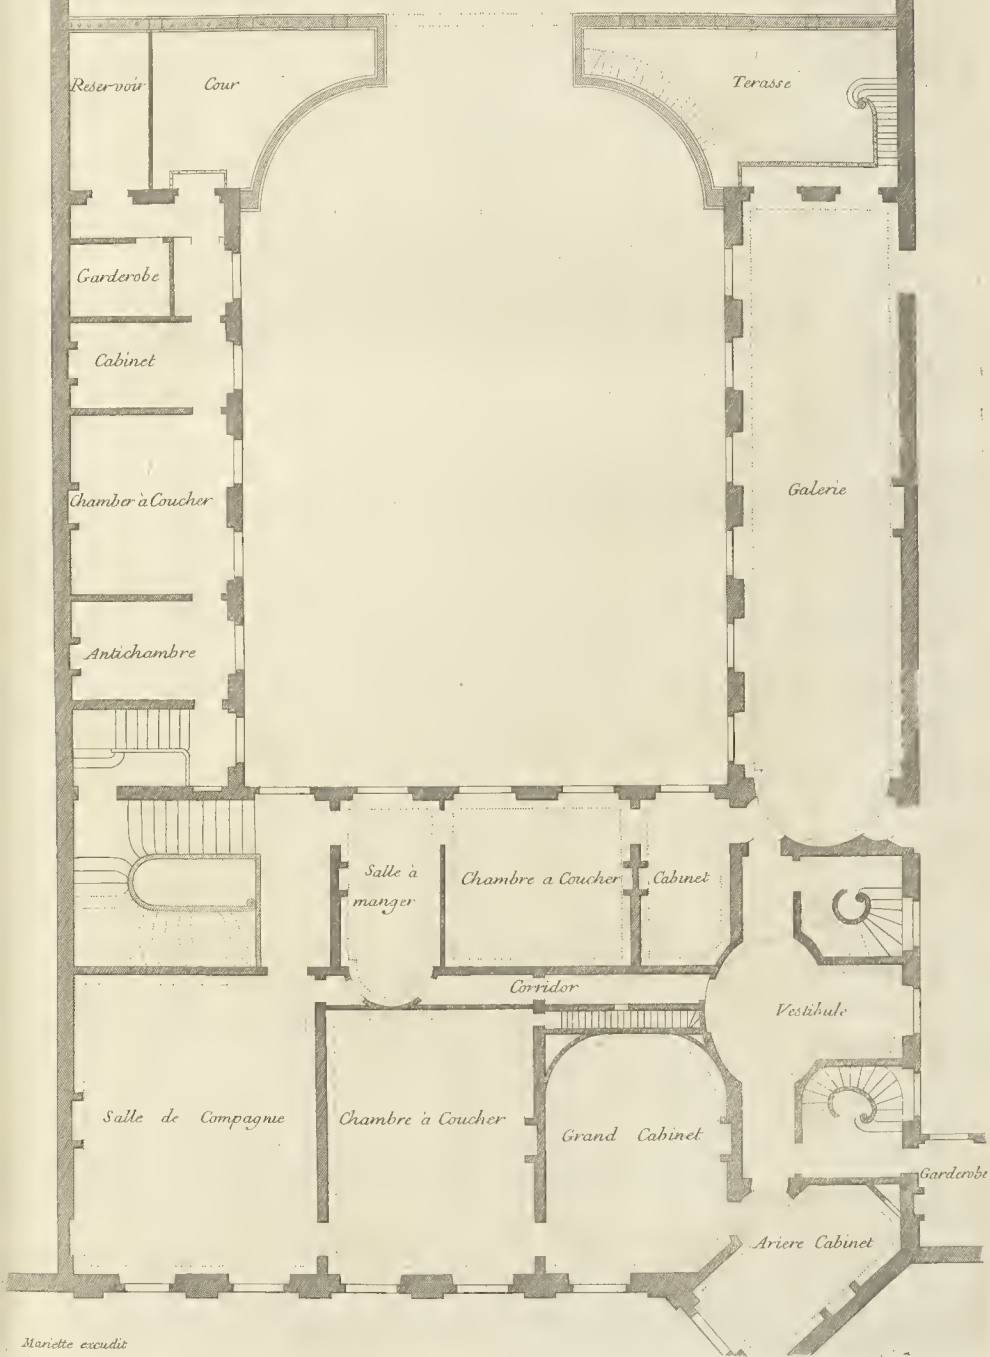 Reservoir
Cour
Terasse
Garderobe
Cabinet
Chamber à Coucher
Galerie
Antichambre
Salle à
manger
Chambre a Coucher
Cabinet
Corridor
Vestibule
Salle de Compagnie
Chambre à Coucher
Grand Cabinet
Garderobe
Ariere Cabinet
Mariette excudit